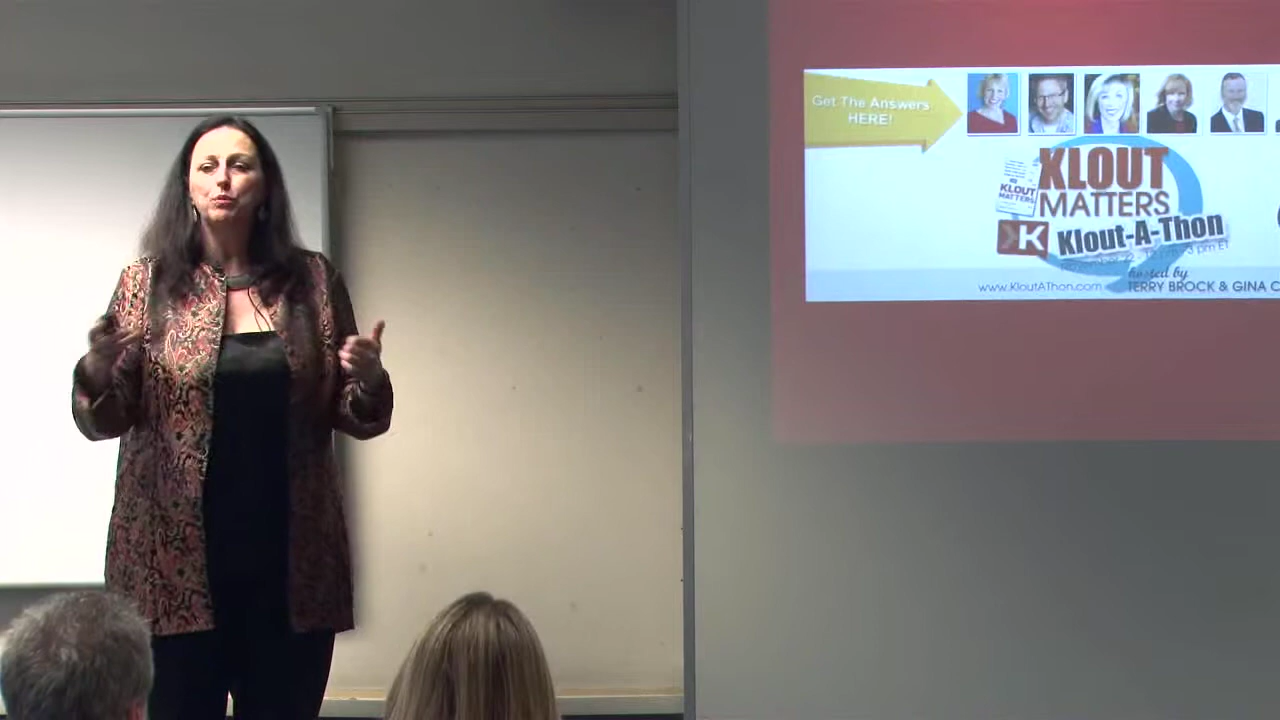 Get The Answers
HERE!
KLOUT
MATTERS
KLOUT
MATTERS
K
Klout-A-Thon
www.KloutAThon.com
hosted by
TERRY BROCK & GINA C